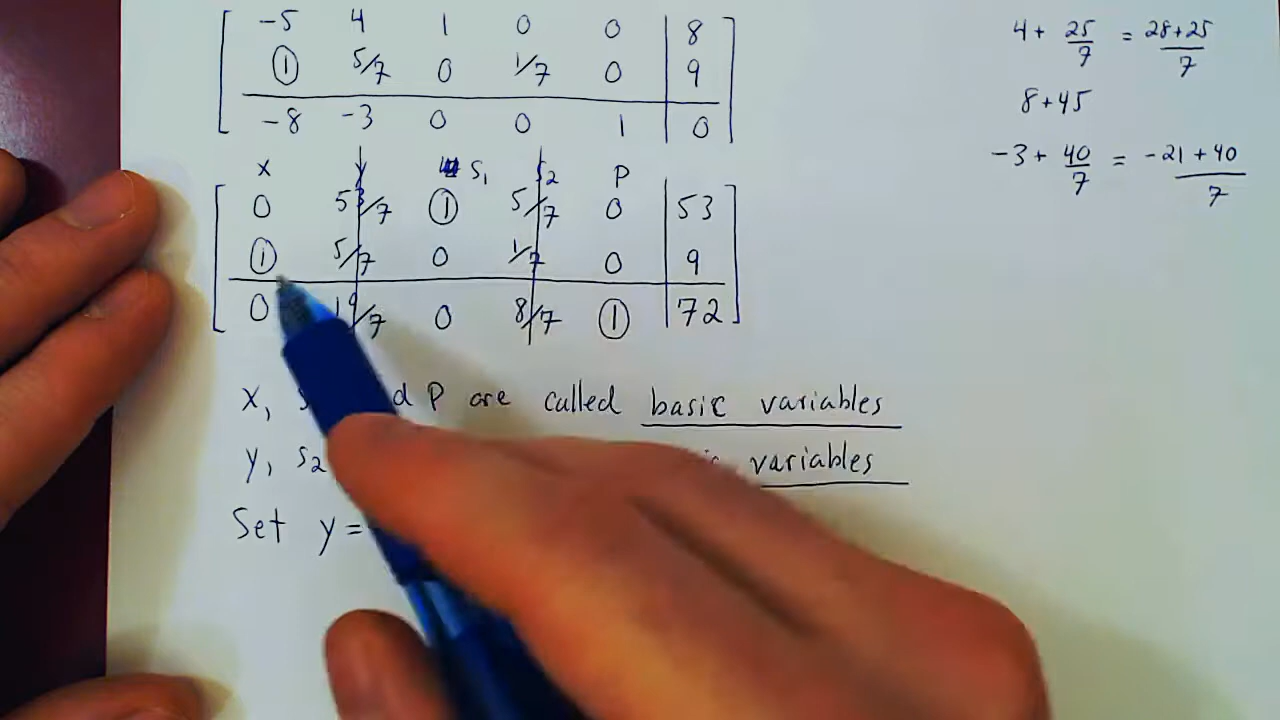 -5 4 1 0 0 8
1 5/7 0 1/7 0 9
-8 -3 0 0 1 0
x y s1 s2 P
0 53/7 1 5/7 0 53
1 5/7 0 1/7 0 9
0 19/7 0 8/7 1 72
x, P are called basic variables
y, s2 variables
Set y =
4 + 25/7 = 28+25/7
8+45
-3 + 40/7 = -21+40/7